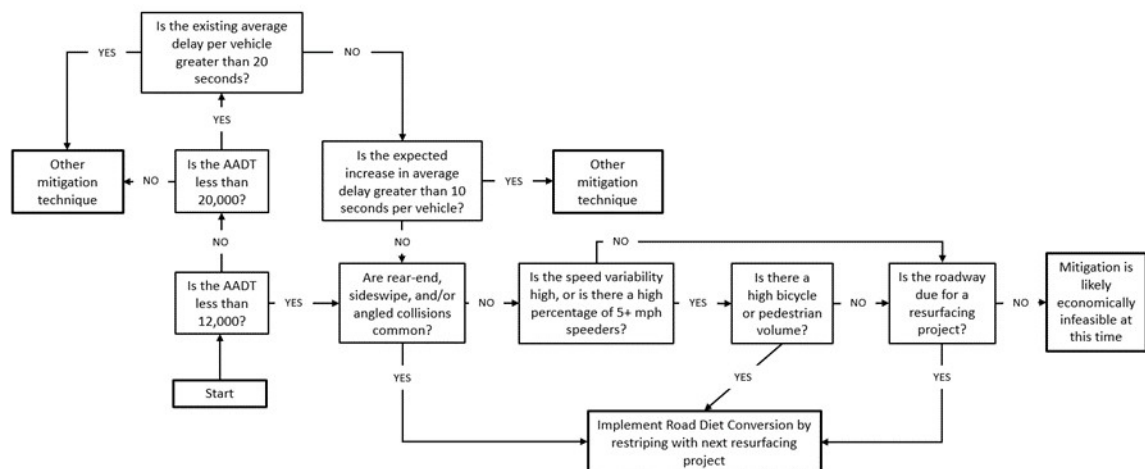 Is the existing average
delay per vehicle
greater than 20
seconds?
YES
NO
YES
Other
mitigation
technique
NO
Is the AADT
less than
20,000?
Is the expected
increase in average
delay greater than 10
seconds per vehicle?
YES
Other
mitigation
technique
NO
NO
NO
Is the AADT
less than
12,000?
YES
Are rear-end,
sideswipe, and/or
angled collisions
common?
NO
Is the speed variability
high, or is there a high
percentage of 5+ mph
speeders?
YES
Is there a
high bicycle
or pedestrian
volume?
NO
Is the roadway
due for a
resurfacing
project?
NO
Mitigation is
likely
economically
infeasible at
this time
Start
YES
YES
YES
Implement Road Diet Conversion by
restriping with next resurfacing
project